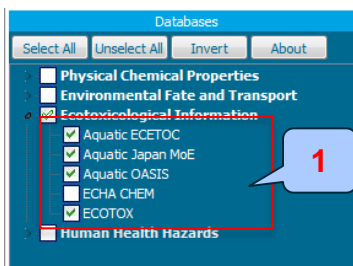 Databases
Select All Unselect All Invert About
Physical Chemical Properties
Environmental Fate and Transport
Ecotoxicological Information
Aquatic ECETOC
Aquatic Japan MoE
Aquatic OASIS
ECHA CHEM
ECOTOX
Human Health Hazards
1